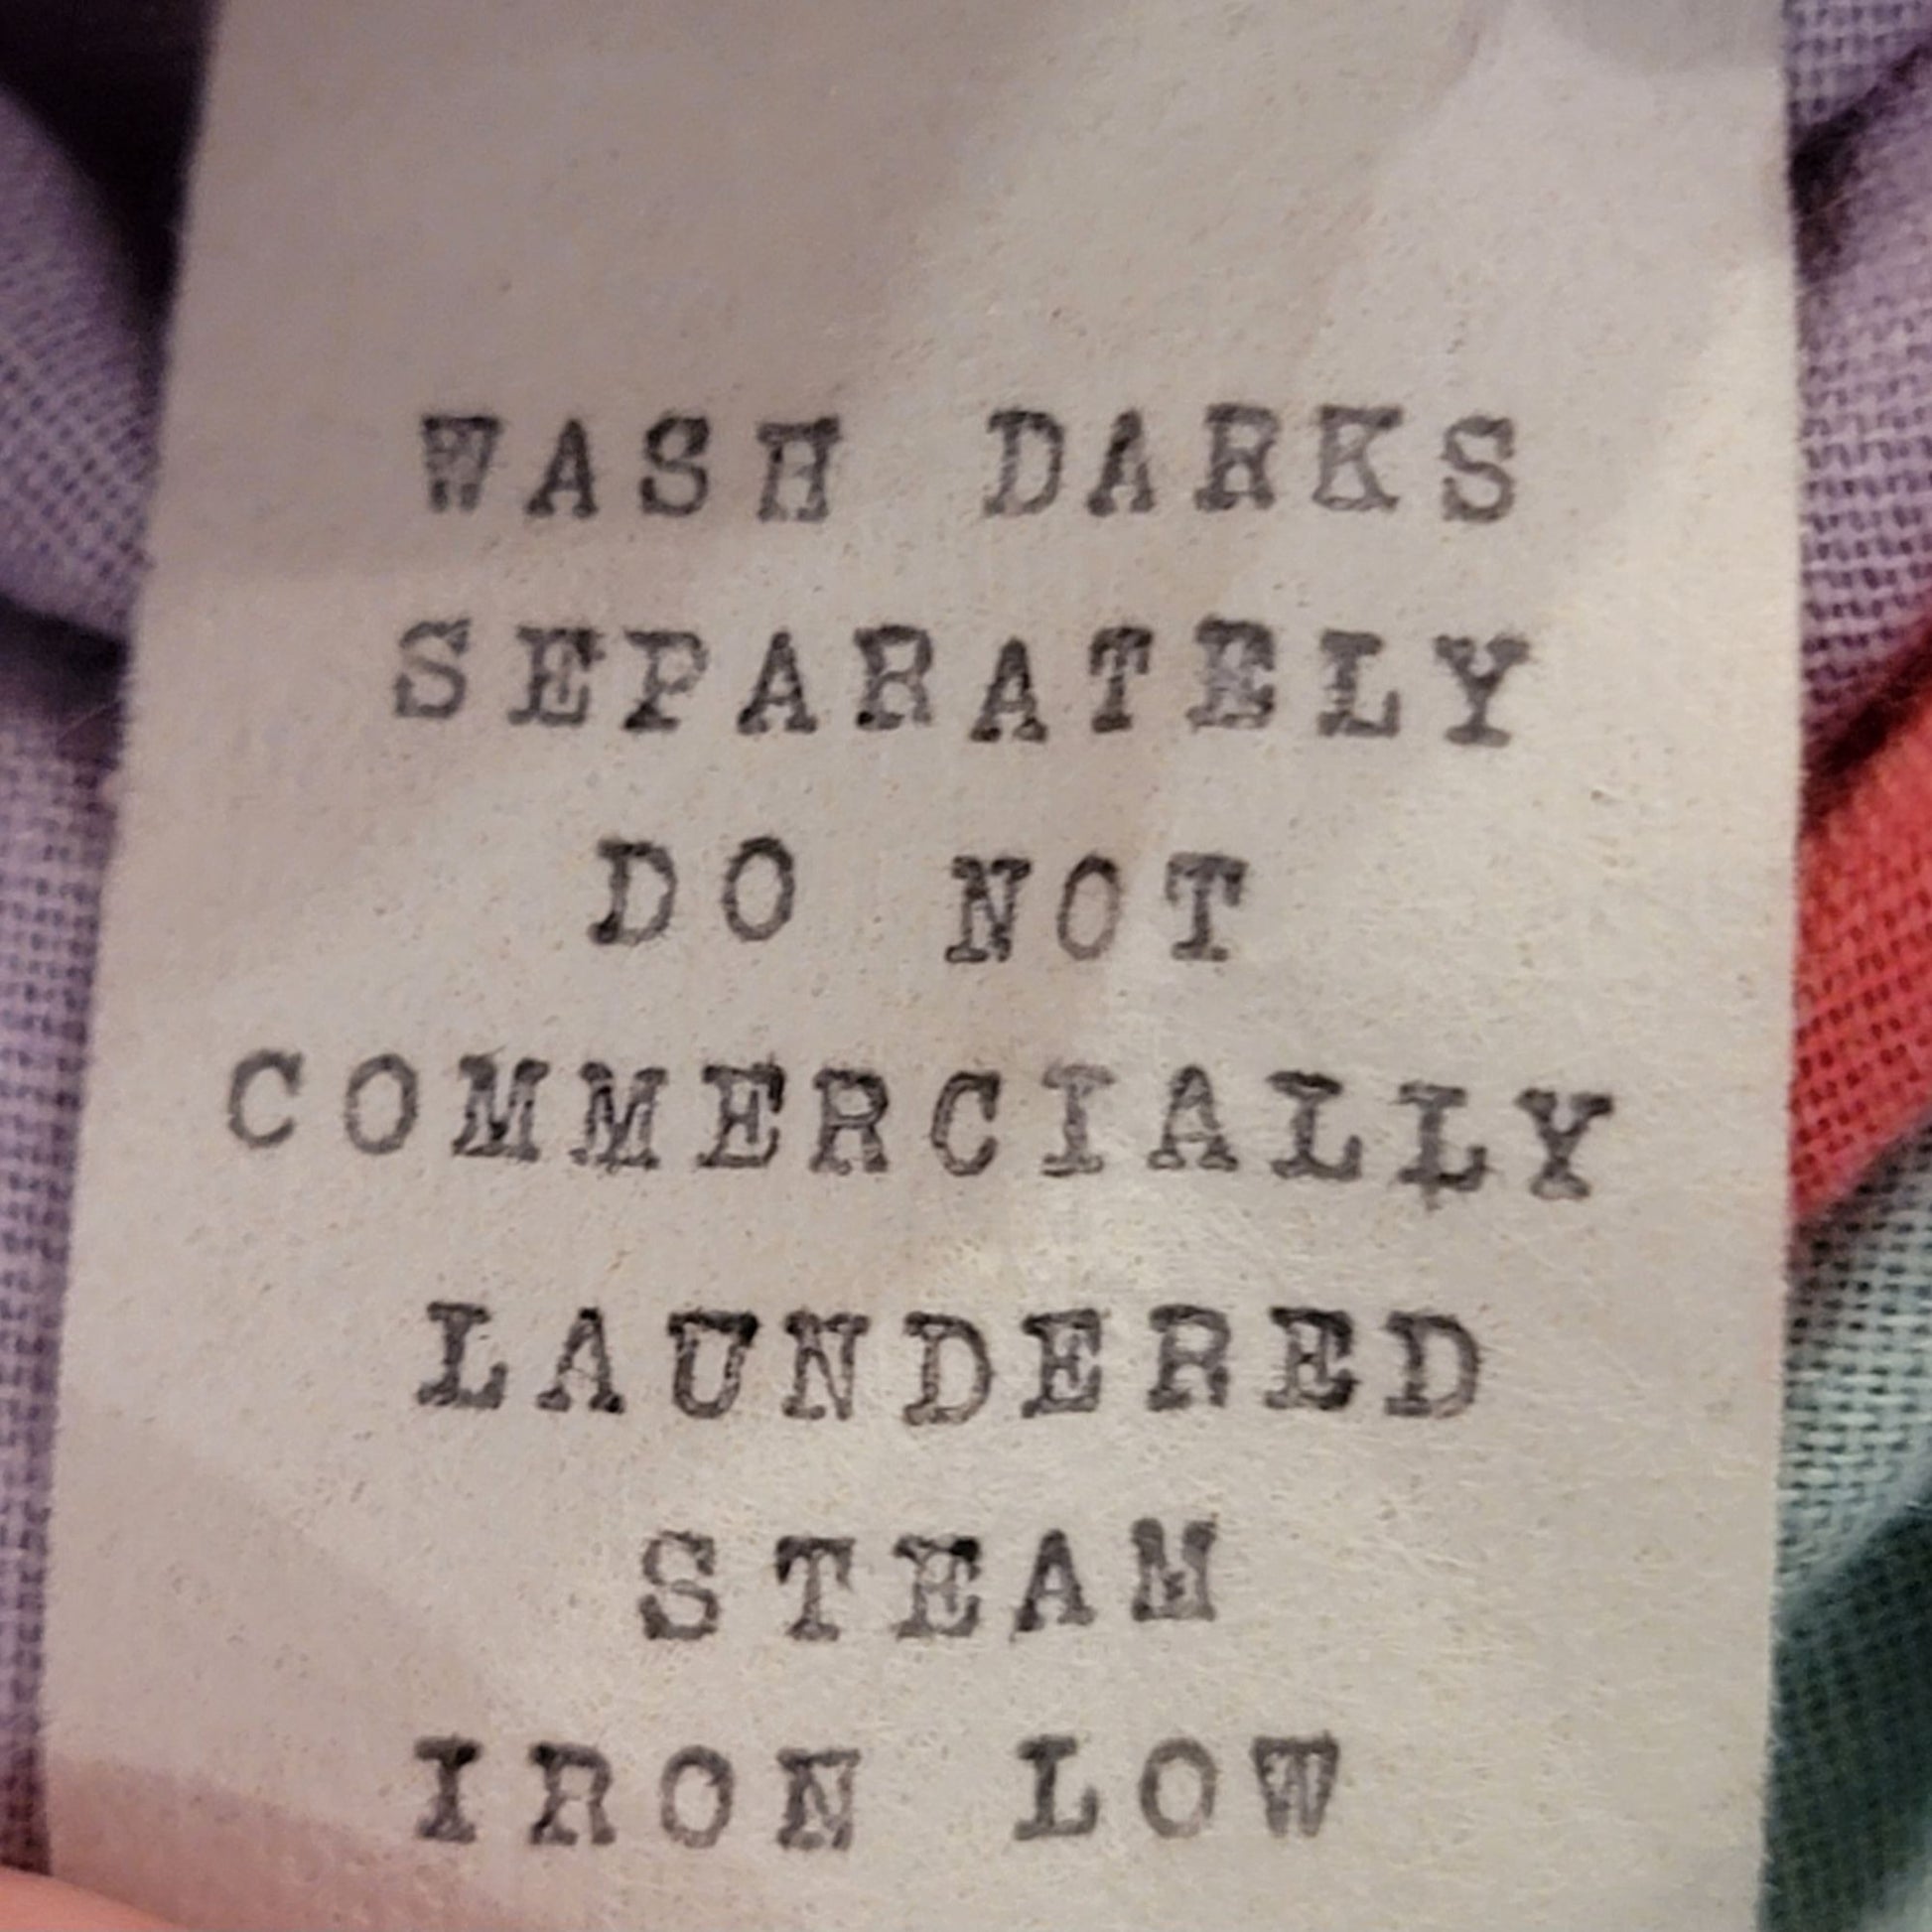 WASH DARKS
SEPARATELY
DO NOT
COMMERCIALLY
LAUNDERED
STEAM
IRON LOW